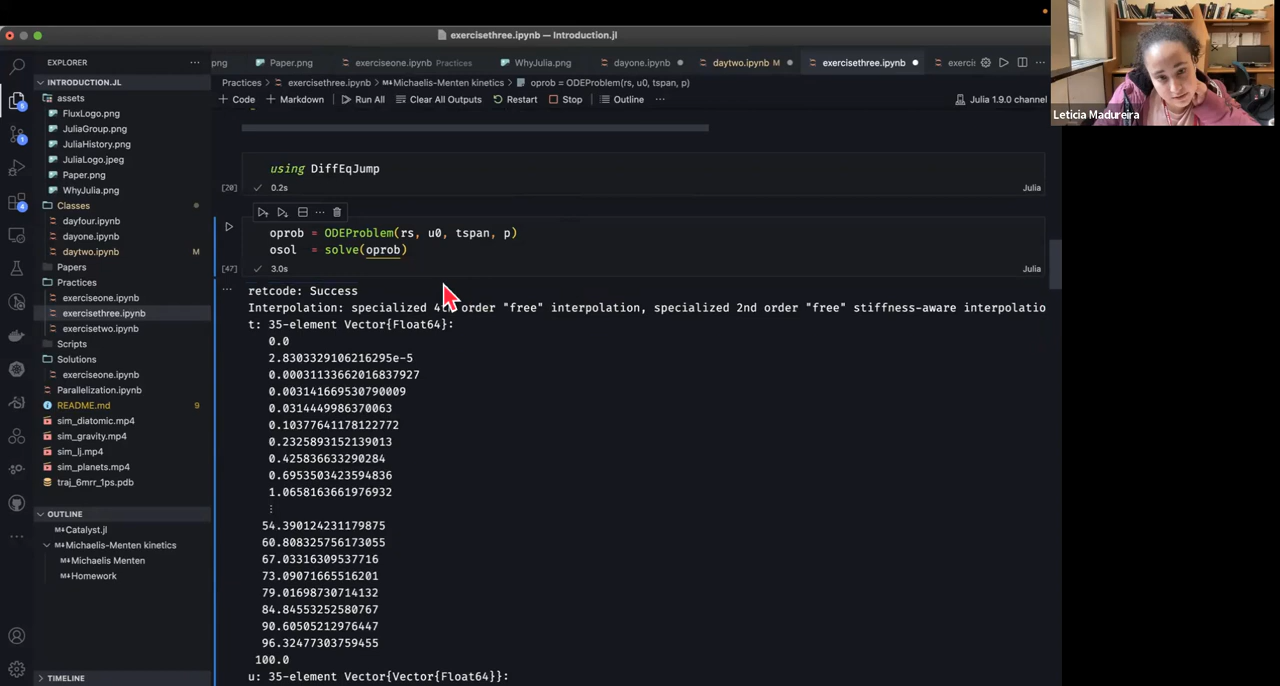 exercisethree.ipynb — Introduction.jl
EXPLORER
INTRODUCTION.JL
assets
FluxLogo.png
JuliaGroup.png
JuliaHistory.png
JuliaLogo.jpeg
Paper.png
WhyJulia.png
Classes
dayfour.ipynb
dayone.ipynb
daytwo.ipynb M
Papers
Practices
exerciseone.ipynb
exercisethree.ipynb
exercisetwo.ipynb
Scripts
Solutions
exerciseone.ipynb
Parallelization.ipynb
README.md 9
sim_diatomic.mp4
sim_gravity.mp4
sim_lj.mp4
sim_planets.mp4
traj_6mrr_1ps.pdb
OUTLINE
Catalyst.jl
Michaelis-Menten kinetics
Michaelis Menten
Homework
TIMELINE
png Paper.png exerciseone.ipynb Practices WhyJulia.png dayone.ipynb daytwo.ipynb M exercisethree.ipynb exerci
Practices > exercisethree.ipynb > Michaelis-Menten kinetics > oprob = ODEProblem(rs, u0, tspan, p)
+ Code + Markdown Run All Clear All Outputs Restart Stop Outline ... Julia 1.9.0 channel
using DiffEqJump
[20] 0.2s Julia
oprob = ODEProblem(rs, u0, tspan, p)
osol = solve(oprob)
[47] 3.0s Julia
retcode: Success
Interpolation: specialized 4th order "free" interpolation, specialized 2nd order "free" stiffness-aware interpolatio
t: 35-element Vector{Float64}:
0.0
2.8303329106216295e-5
0.00031133662016837927
0.003141669530790009
0.0314449986370063
0.10377641178122772
0.2325893152139013
0.425836633290284
0.6953503423594836
1.0658163661976932
⋮
54.390124231179875
60.808325756173055
67.03316309537716
73.09071665516201
79.01698730714132
84.84553252580767
90.60505212976447
96.32477303759455
100.0
u: 35-element Vector{Vector{Float64}}:
Leticia Madureira